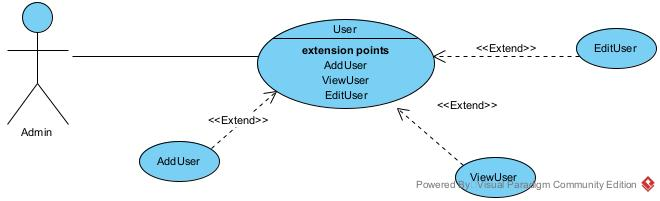 User
extension points
AddUser
ViewUser
EditUser
<<Extend>>
EditUser
<<Extend>>
<<Extend>>
Admin
AddUser
ViewUser
Powered By: Visual Paradigm Community Edition